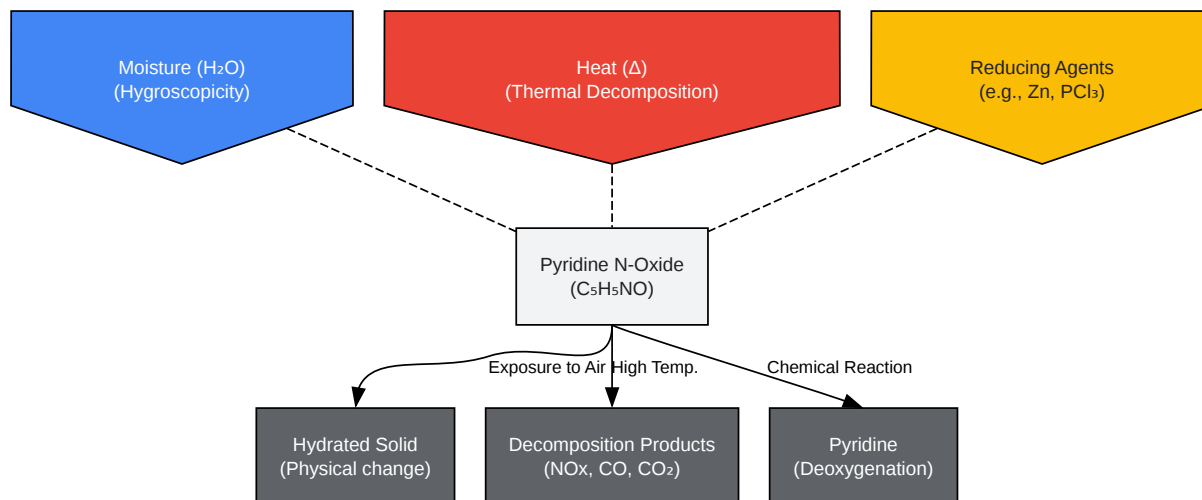 Moisture (H₂O)
(Hygroscopicity)
Heat (Δ)
(Thermal Decomposition)
Reducing Agents
(e.g., Zn, PCl₃)
Pyridine N-Oxide
(C₅H₅NO)
Exposure to Air
High Temp.
Chemical Reaction
Hydrated Solid
(Physical change)
Decomposition Products
(NOx, CO, CO₂)
Pyridine
(Deoxygenation)